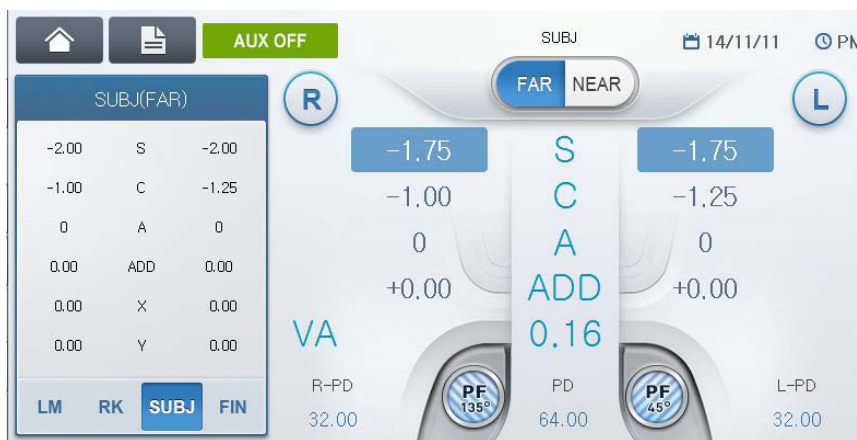 AUX OFF SUBJ 14/11/11 PM
FAR NEAR
R L
SUBJ(FAR)
-2.00 S -2.00
-1.00 C -1.25
0 A 0
0.00 ADD 0.00
0.00 X 0.00
0.00 Y 0.00
LM RK SUBJ FIN
-1.75 S -1.75
-1.00 C -1.25
0 A 0
+0.00 ADD +0.00
VA 0.16
R-PD PF 135° PD PF 45° L-PD
32.00 64.00 32.00